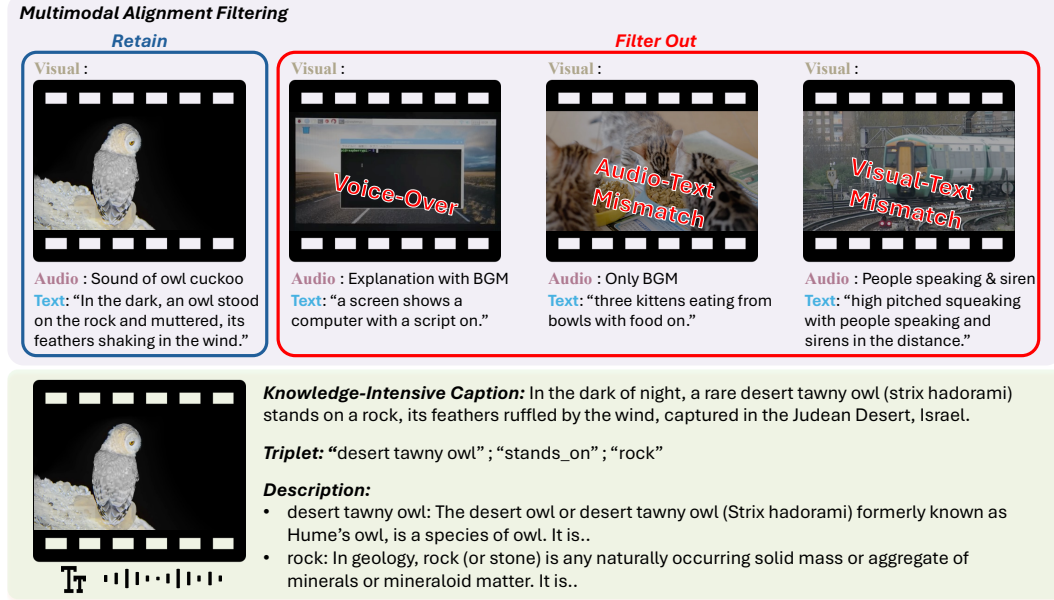 Multimodal Alignment Filtering
Retain
Filter Out
Visual :
Visual :
Visual :
Visual :
Voice-Over
Audio-Text
Mismatch
Visual-Text
Mismatch
Audio : Sound of owl cuckoo
Text: “In the dark, an owl stood
on the rock and muttered, its
feathers shaking in the wind.”
Audio : Explanation with BGM
Text: “a screen shows a
computer with a script on.”
Audio : Only BGM
Text: “three kittens eating from
bowls with food on.”
Audio : People speaking & siren
Text: “high pitched squeaking
with people speaking and
sirens in the distance.”
Knowledge-Intensive Caption: In the dark of night, a rare desert tawny owl (strix hadorami)
stands on a rock, its feathers ruffled by the wind, captured in the Judean Desert, Israel.
Triplet: “desert tawny owl” ; “stands_on” ; “rock”
Description:
• desert tawny owl: The desert owl or desert tawny owl (Strix hadorami) formerly known as
Hume’s owl, is a species of owl. It is..
• rock: In geology, rock (or stone) is any naturally occurring solid mass or aggregate of
minerals or mineraloid matter. It is..
TT